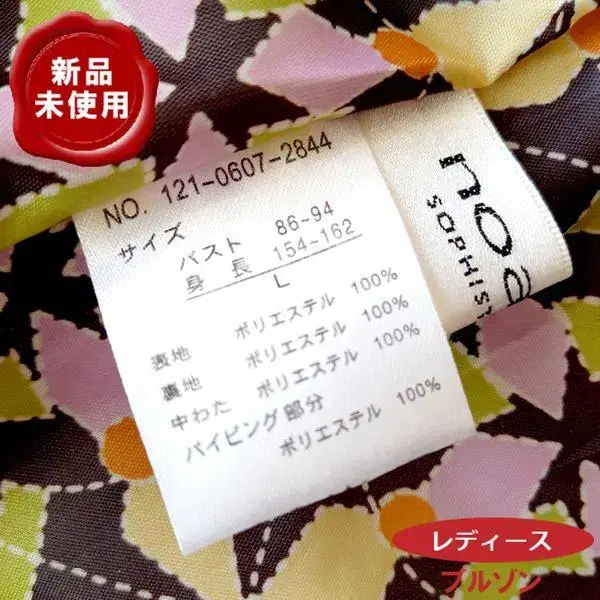 新品
未使用
NO. 121-0607-2844
サイズ
バスト 86~94
身長 154~162
L
表地 ポリエステル 100%
裏地 ポリエステル 100%
中わた ポリエステル 100%
パイピング部分
ポリエステル 100%
レディース
ブルゾン